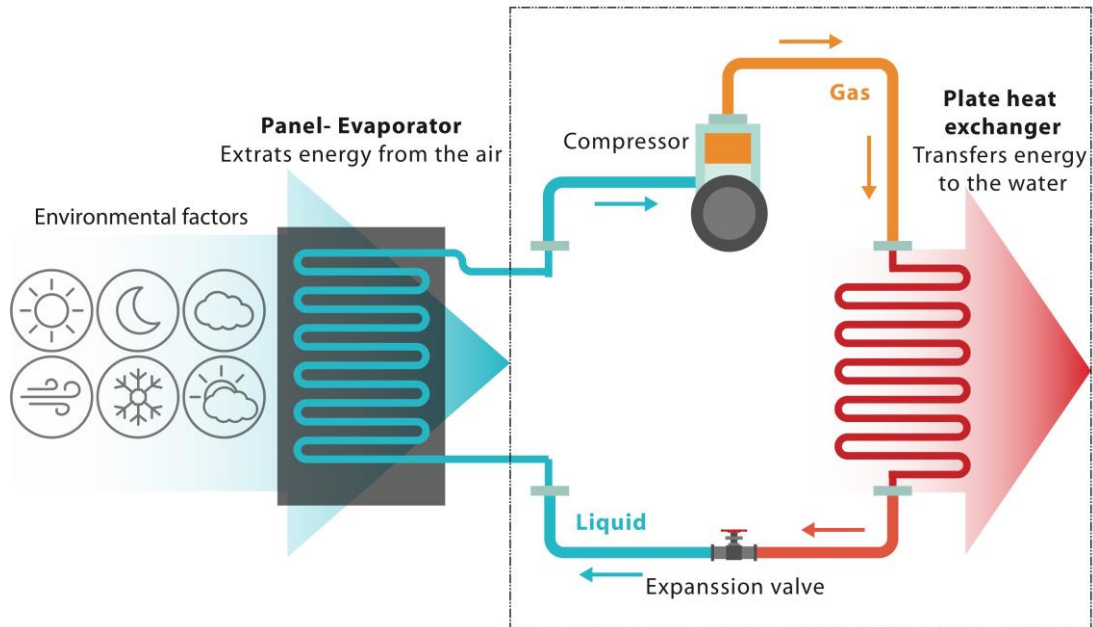 Environmental factors
Panel- Evaporator
Extrats energy from the air
Compressor
Gas
Plate heat
exchanger
Transfers energy
to the water
Liquid
Expanssion valve